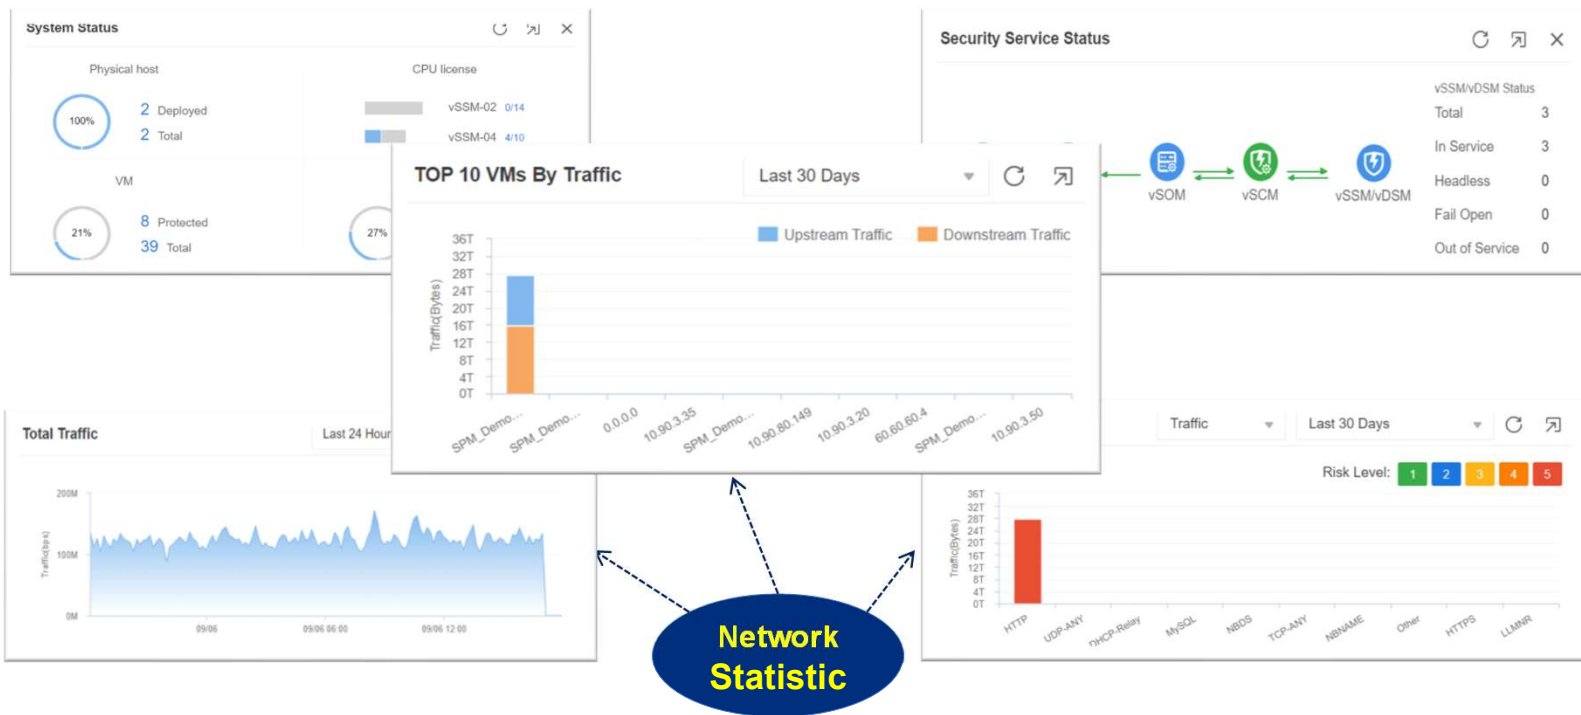 System Status
Physical host
CPU license
100%
2 Deployed
2 Total
vSSM-02 0/14
vSSM-04 4/10
VM
21%
8 Protected
39 Total
27%
Security Service Status
vSOM
vSCM
vSSM/vDSM
vSSM/vDSM Status
Total 3
In Service 3
Headless 0
Fail Open 0
Out of Service 0
TOP 10 VMs By Traffic
Last 30 Days
Upstream Traffic
Downstream Traffic
Traffic(Bytes)
36T
32T
28T
24T
20T
16T
12T
8T
4T
0T
SPM_Demo...
SPM_Demo...
0.0.0.0
10.90.3.35
SPM_Demo...
10.90.80.149
10.90.3.20
60.60.60.4
SPM_Demo...
10.90.3.50
Total Traffic
Last 24 Hour
Traffic(bps)
200M
100M
0M
09/06
09/06 06:00
09/06 12:00
Traffic
Last 30 Days
Risk Level: 1 2 3 4 5
Traffic(Bytes)
36T
32T
28T
24T
20T
16T
12T
8T
4T
0T
HTTP
UDP-ANY
DHCP-Relay
MySQL
NBDS
TCP-ANY
NBNAME
Other
HTTPS
LLMNR
Network
Statistic